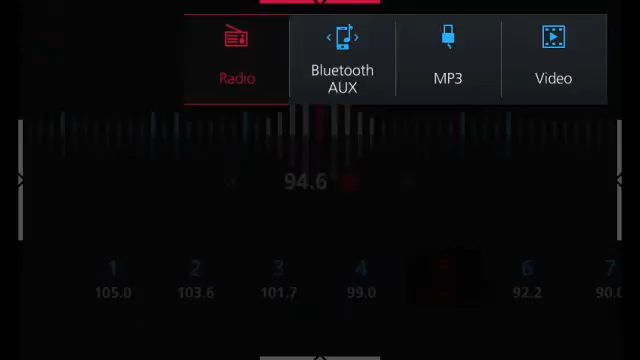 Radio
Bluetooth
AUX
MP3
Video
94.6
1 2 3 4 6 7
105.0 103.6 101.7 99.0 92.2 90.